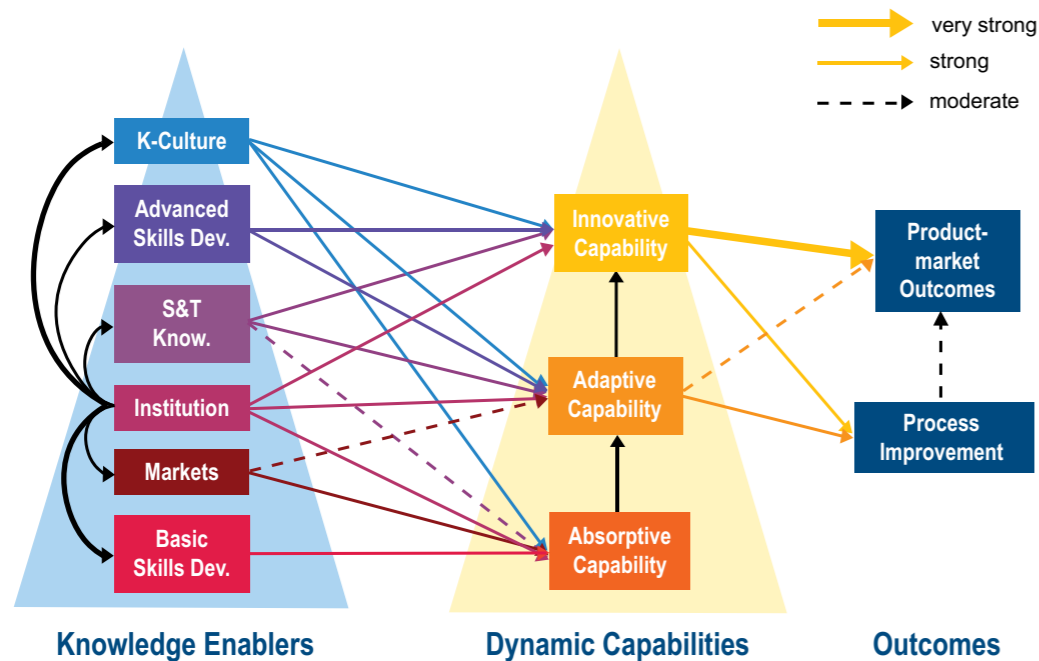 very strong
strong
moderate
K-Culture
Advanced
Skills Dev.
S&T
Know.
Institution
Markets
Basic
Skills Dev.
Innovative
Capability
Adaptive
Capability
Absorptive
Capability
Product-
market
Outcomes
Process
Improvement
Knowledge Enablers
Dynamic Capabilities
Outcomes